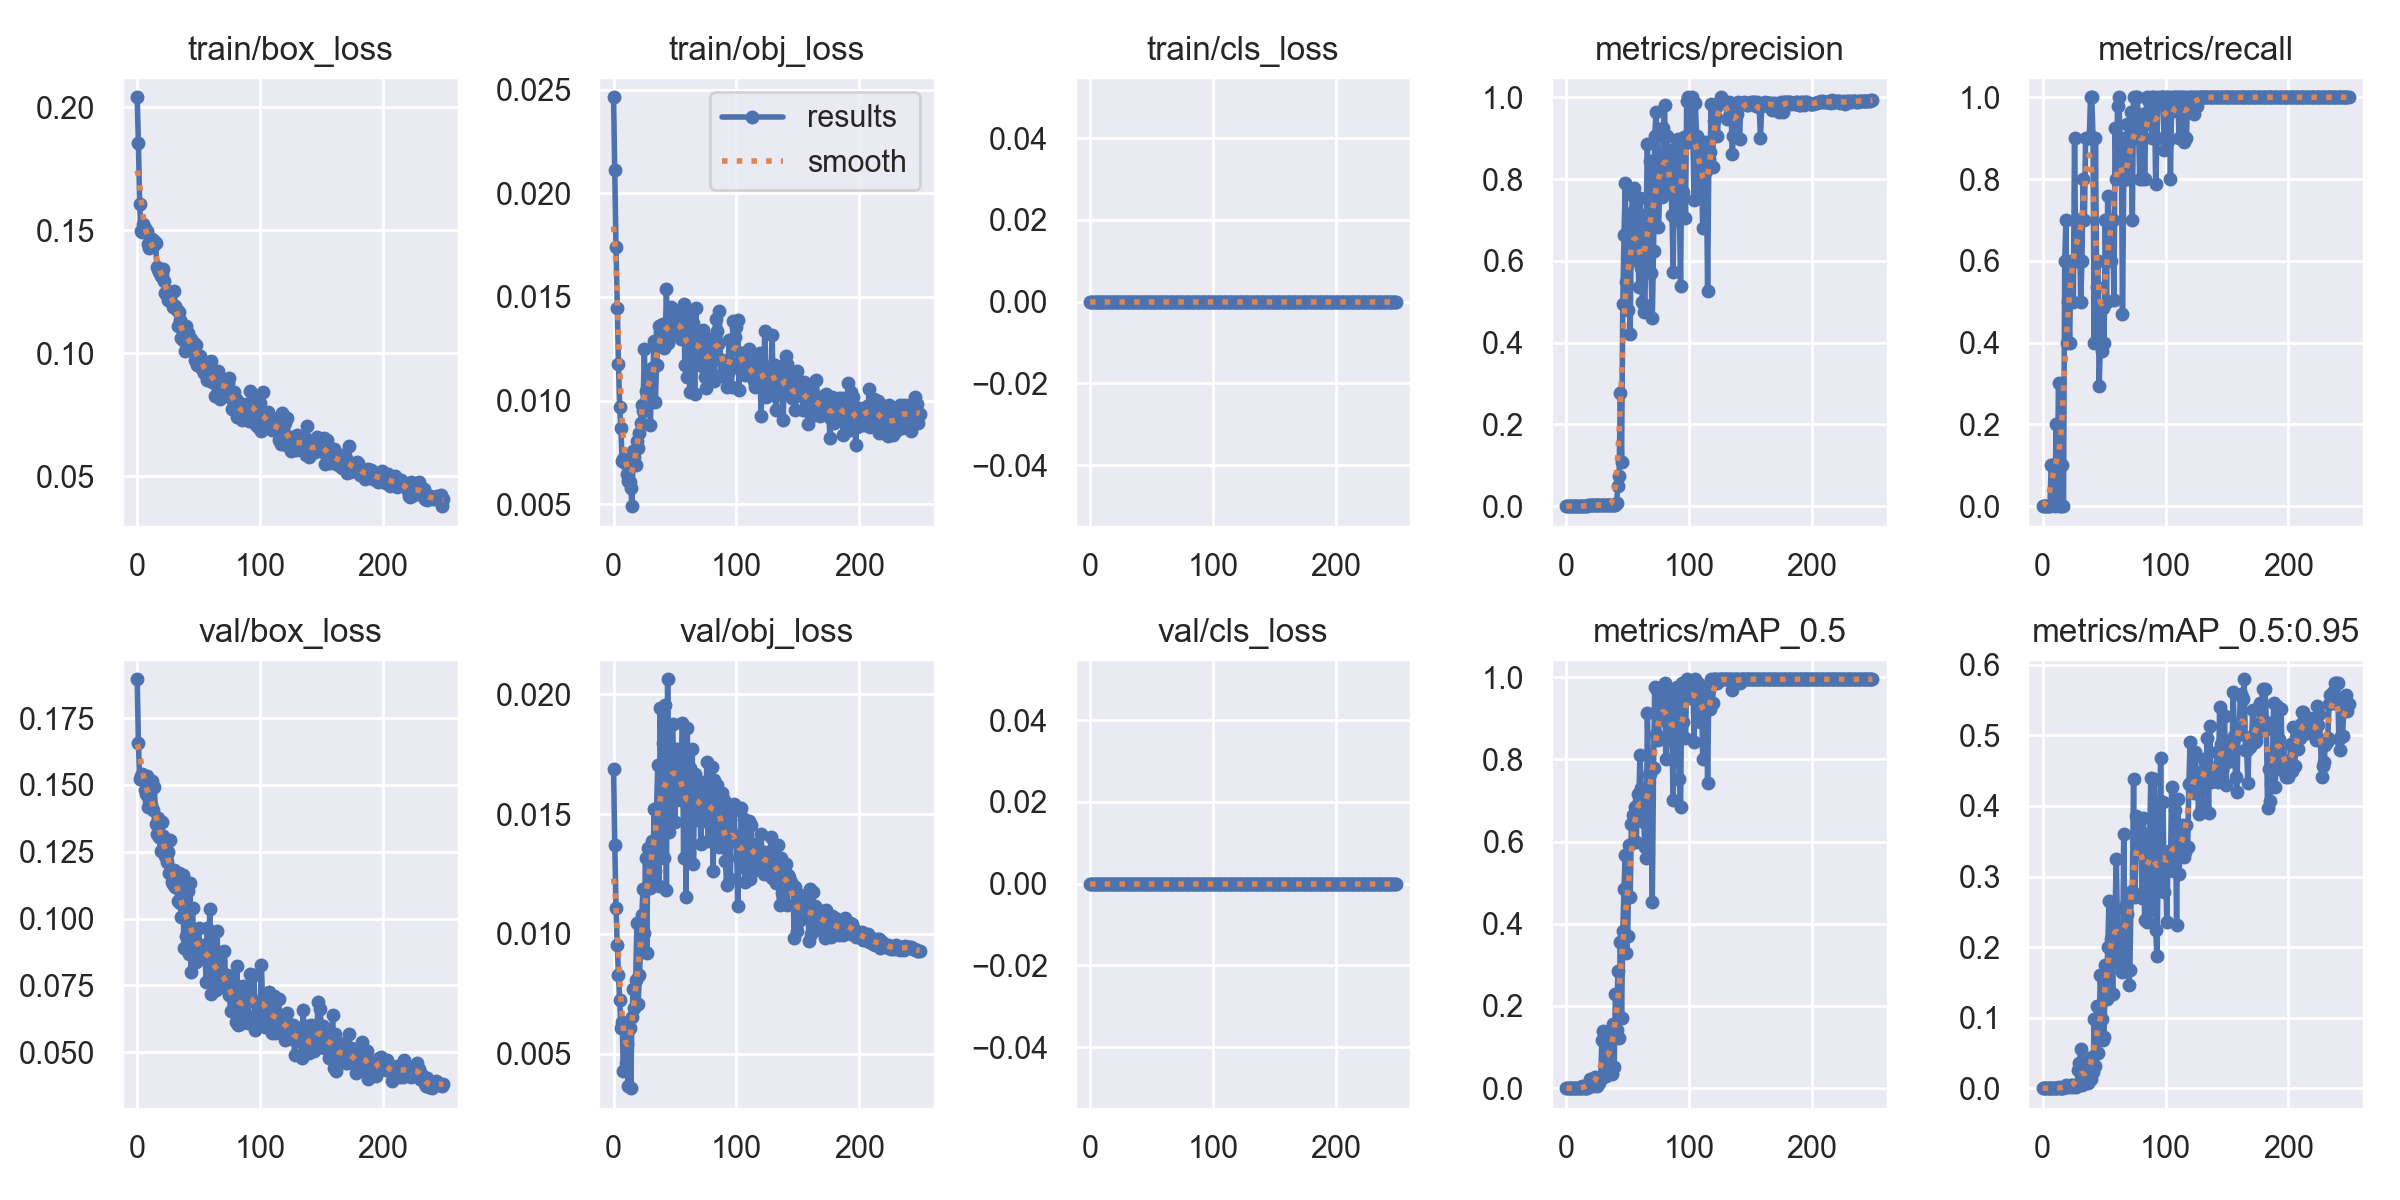 train/box_loss
0.20
0.15
0.10
0.05
0 100 200
train/obj_loss
0.025
0.020
0.015
0.010
0.005
results
smooth
0 100 200
train/cls_loss
0.04
0.02
0.00
−0.02
−0.04
0 100 200
metrics/precision
1.0
0.8
0.6
0.4
0.2
0.0
0 100 200
metrics/recall
1.0
0.8
0.6
0.4
0.2
0.0
0 100 200
val/box_loss
0.175
0.150
0.125
0.100
0.075
0.050
0 100 200
val/obj_loss
0.020
0.015
0.010
0.005
0 100 200
val/cls_loss
0.04
0.02
0.00
−0.02
−0.04
0 100 200
metrics/mAP_0.5
1.0
0.8
0.6
0.4
0.2
0.0
0 100 200
metrics/mAP_0.5:0.95
0.6
0.5
0.4
0.3
0.2
0.1
0.0
0 100 200